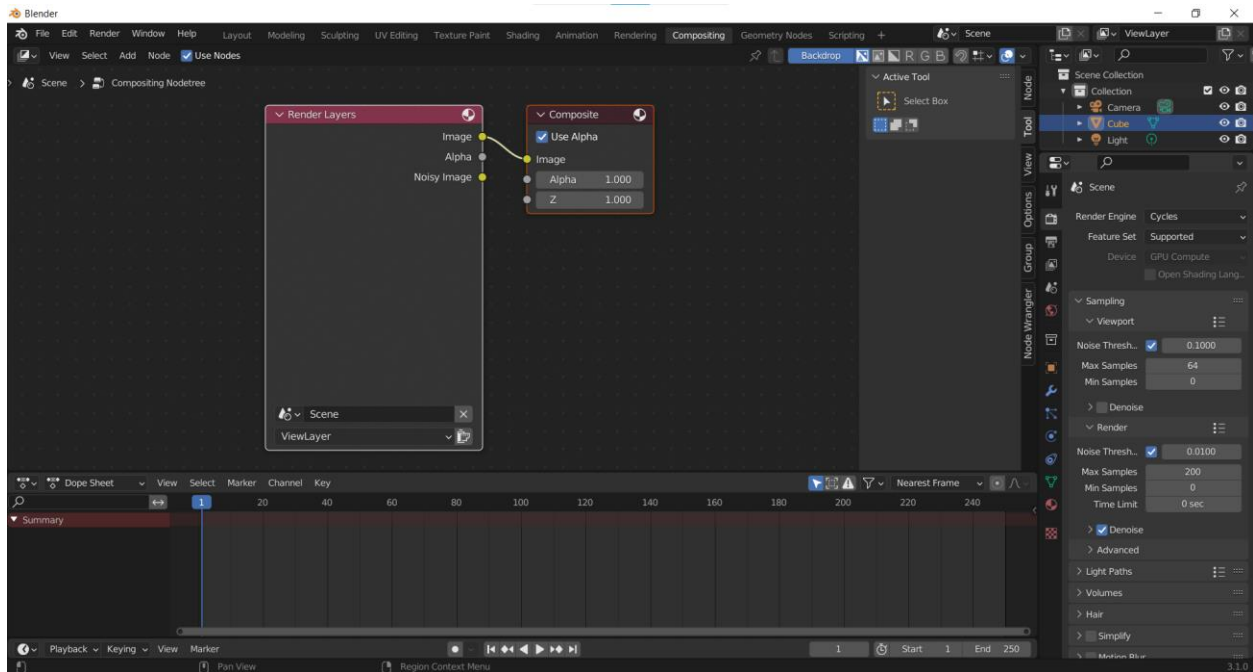 Blender
File Edit Render Window Help Layout Modeling Sculpting UV Editing Texture Paint Shading Animation Rendering Compositing Geometry Nodes Scripting + Scene ViewLayer
View Select Add Node Use Nodes Backdrop R G B
Scene > Compositing Nodetree
Render Layers
Image
Alpha
Noisy Image
Scene
ViewLayer
Composite
Use Alpha
Image
Alpha 1.000
Z 1.000
Active Tool
Select Box
Node
Tool
View
Options
Group
Node Wrangler
Scene Collection
Collection
Camera
Cube
Light
Scene
Render Engine Cycles
Feature Set Supported
Device GPU Compute
Open Shading Lang...
Sampling
Viewport
Noise Thresh... 0.1000
Max Samples 64
Min Samples 0
Denoise
Render
Noise Thresh... 0.0100
Max Samples 200
Min Samples 0
Time Limit 0 sec
Denoise
Advanced
Light Paths
Volumes
Hair
Simplify
Motion Blur
Dope Sheet View Select Marker Channel Key Nearest Frame
1 20 40 60 80 100 120 140 160 180 200 220 240
Summary
Playback Keying View Marker 1 Start 1 End 250
Pan View Region Context Menu 3.1.0